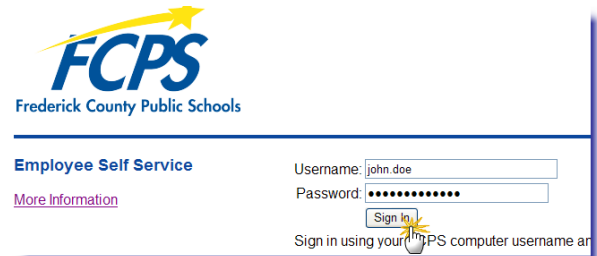 FCPS
Frederick County Public Schools
Employee Self Service
More Information
Username: john.doe
Password: •••••••••••••
Sign In
Sign in using your FCPS computer username an